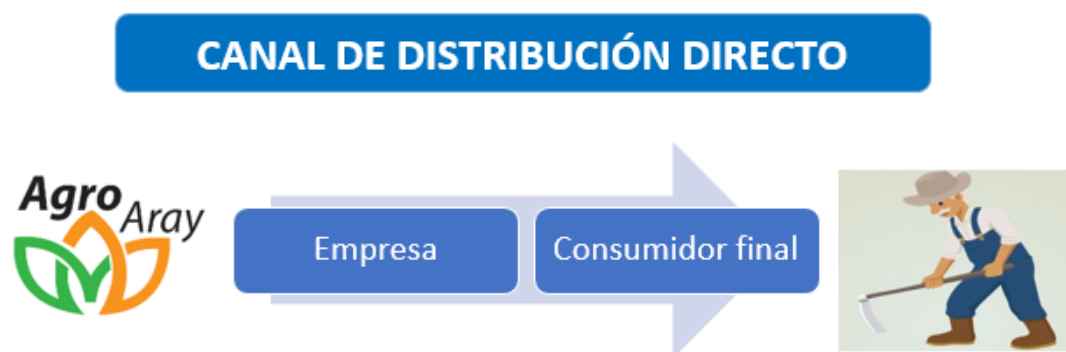 CANAL DE DISTRIBUCIÓN DIRECTO
Agro
Aray
Empresa
Consumidor final